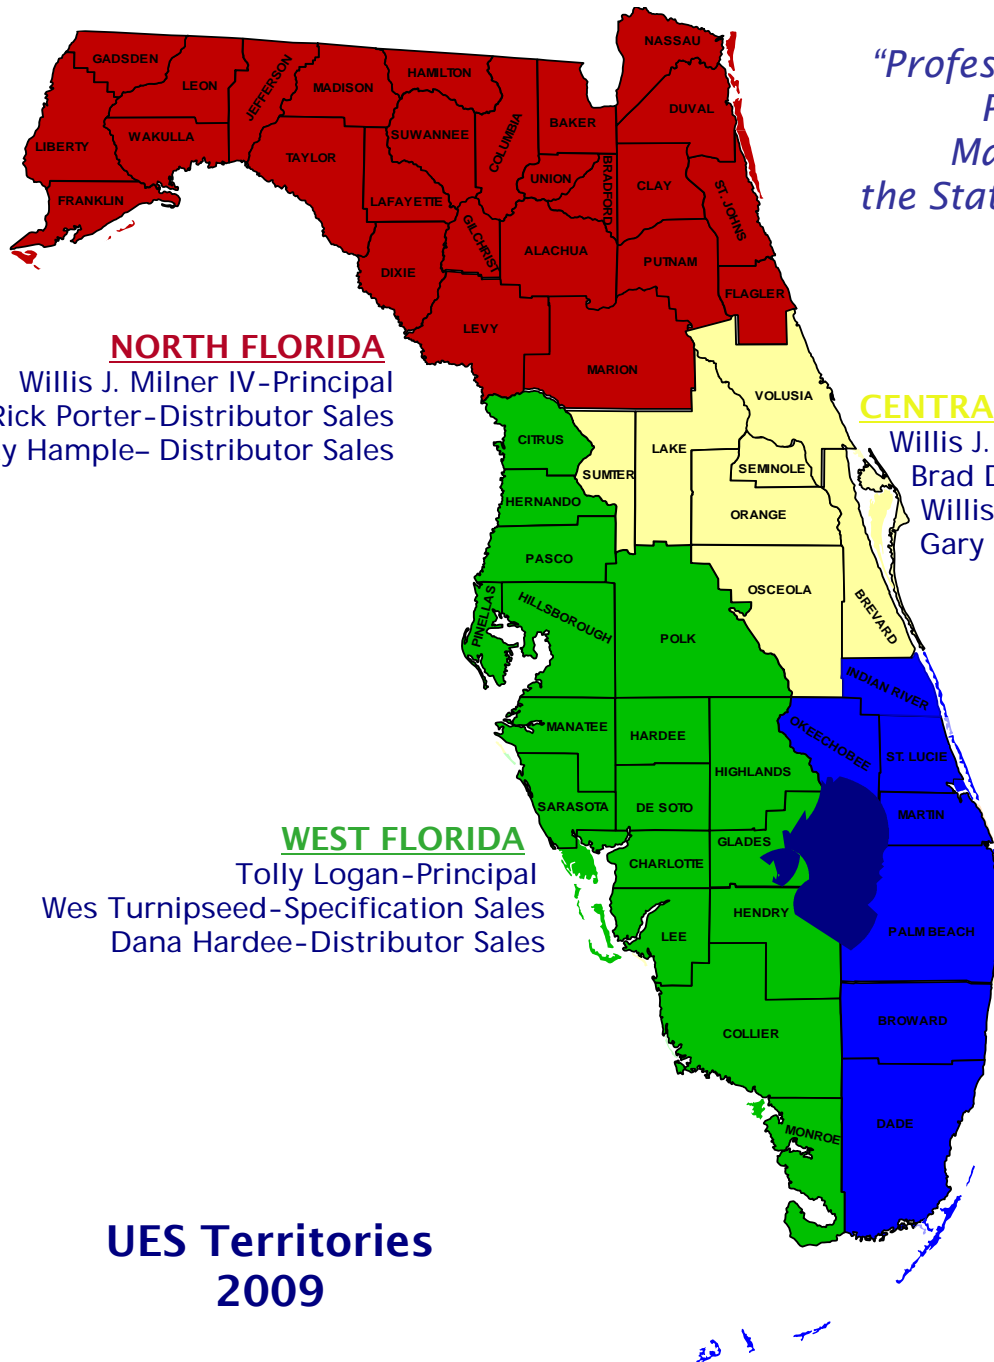 NASSAU
"Profes
GADSDEN
HAMILTON
LEON
JEFFERSON
MADISON
P
DUVAL
BAKER
WAKULLA
SUWANNEE
COLUMBIA
LIBERTY
Ma
TAYLOR
UNION
BRADFORD
CLAY
the Stat
FRANKLIN
LAFAYETTE
ST. JOHNS
GILCHRIST
ALACHUA
PUTNAM
DIXIE
FLAGLER
LEVY
NORTH FLORIDA
Willis J. Milner IV-Principal
Rick Porter-Distributor Sales
y Hample– Distributor Sales
MARION
VOLUSIA
CENTRA
Willis J.
Brad D
Willis
Gary
CITRUS
LAKE
SUMTER
SEMINOLE
HERNANDO
ORANGE
PASCO
OSCEOLA
BREVARD
PINELLAS
HILLSBOROUGH
POLK
INDIAN RIVER
MANATEE
HARDEE
OKEECHOBEE
ST. LUCIE
HIGHLANDS
SARASOTA
DE SOTO
MARTIN
GLADES
CHARLOTTE
WEST FLORIDA
Tolly Logan-Principal
Wes Turnipseed-Specification Sales
Dana Hardee-Distributor Sales
HENDRY
LEE
PALM BEACH
BROWARD
COLLIER
DADE
MONROE
UES Territories
2009